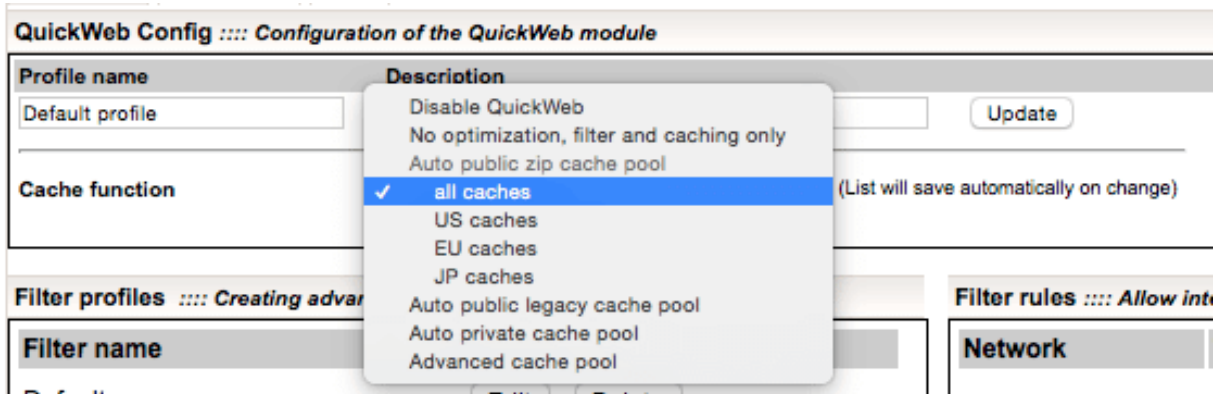 QuickWeb Config :::: Configuration of the QuickWeb module
Profile name Description
Default profile Update
Disable QuickWeb
No optimization, filter and caching only
Auto public zip cache pool
Cache function ✓ all caches (List will save automatically on change)
US caches
EU caches
JP caches
Auto public legacy cache pool
Auto private cache pool
Advanced cache pool
Filter profiles :::: Creating advar Filter rules :::: Allow inte
Filter name Network